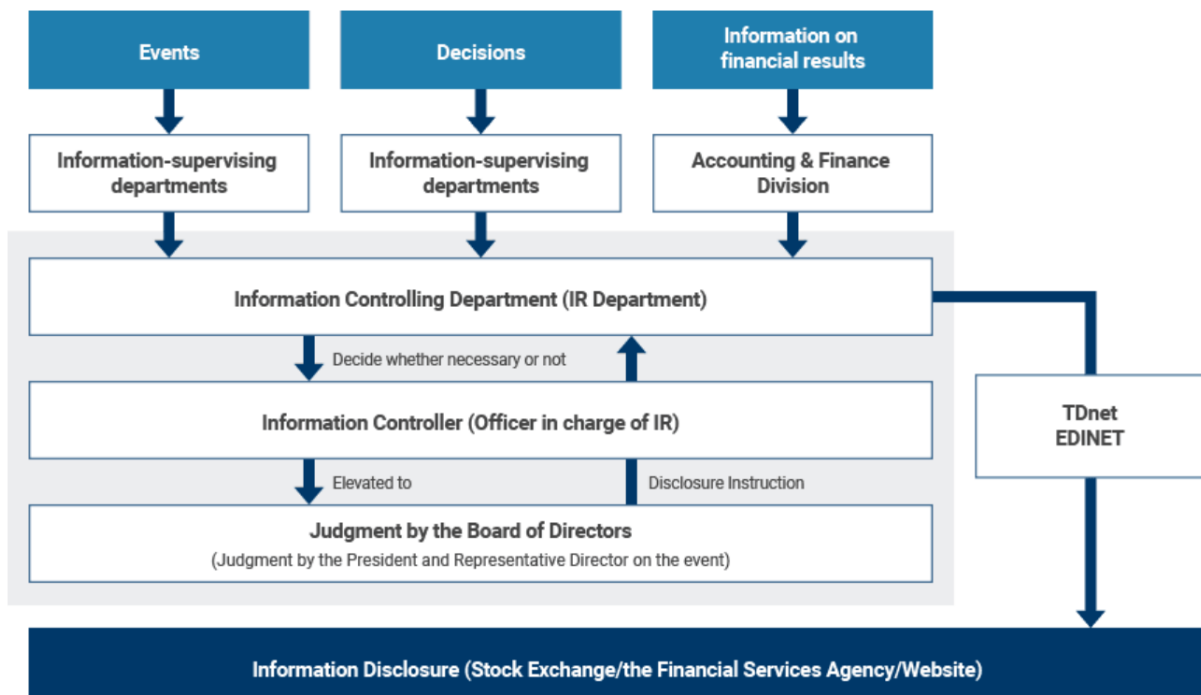 Events
Decisions
Information on
financial results
Information-supervising
departments
Information-supervising
departments
Accounting & Finance
Division
Information Controlling Department (IR Department)
Decide whether necessary or not
Information Controller (Officer in charge of IR)
TDnet
EDINET
Elevated to
Disclosure Instruction
Judgment by the Board of Directors
(Judgment by the President and Representative Director on the event)
Information Disclosure (Stock Exchange/the Financial Services Agency/Website)